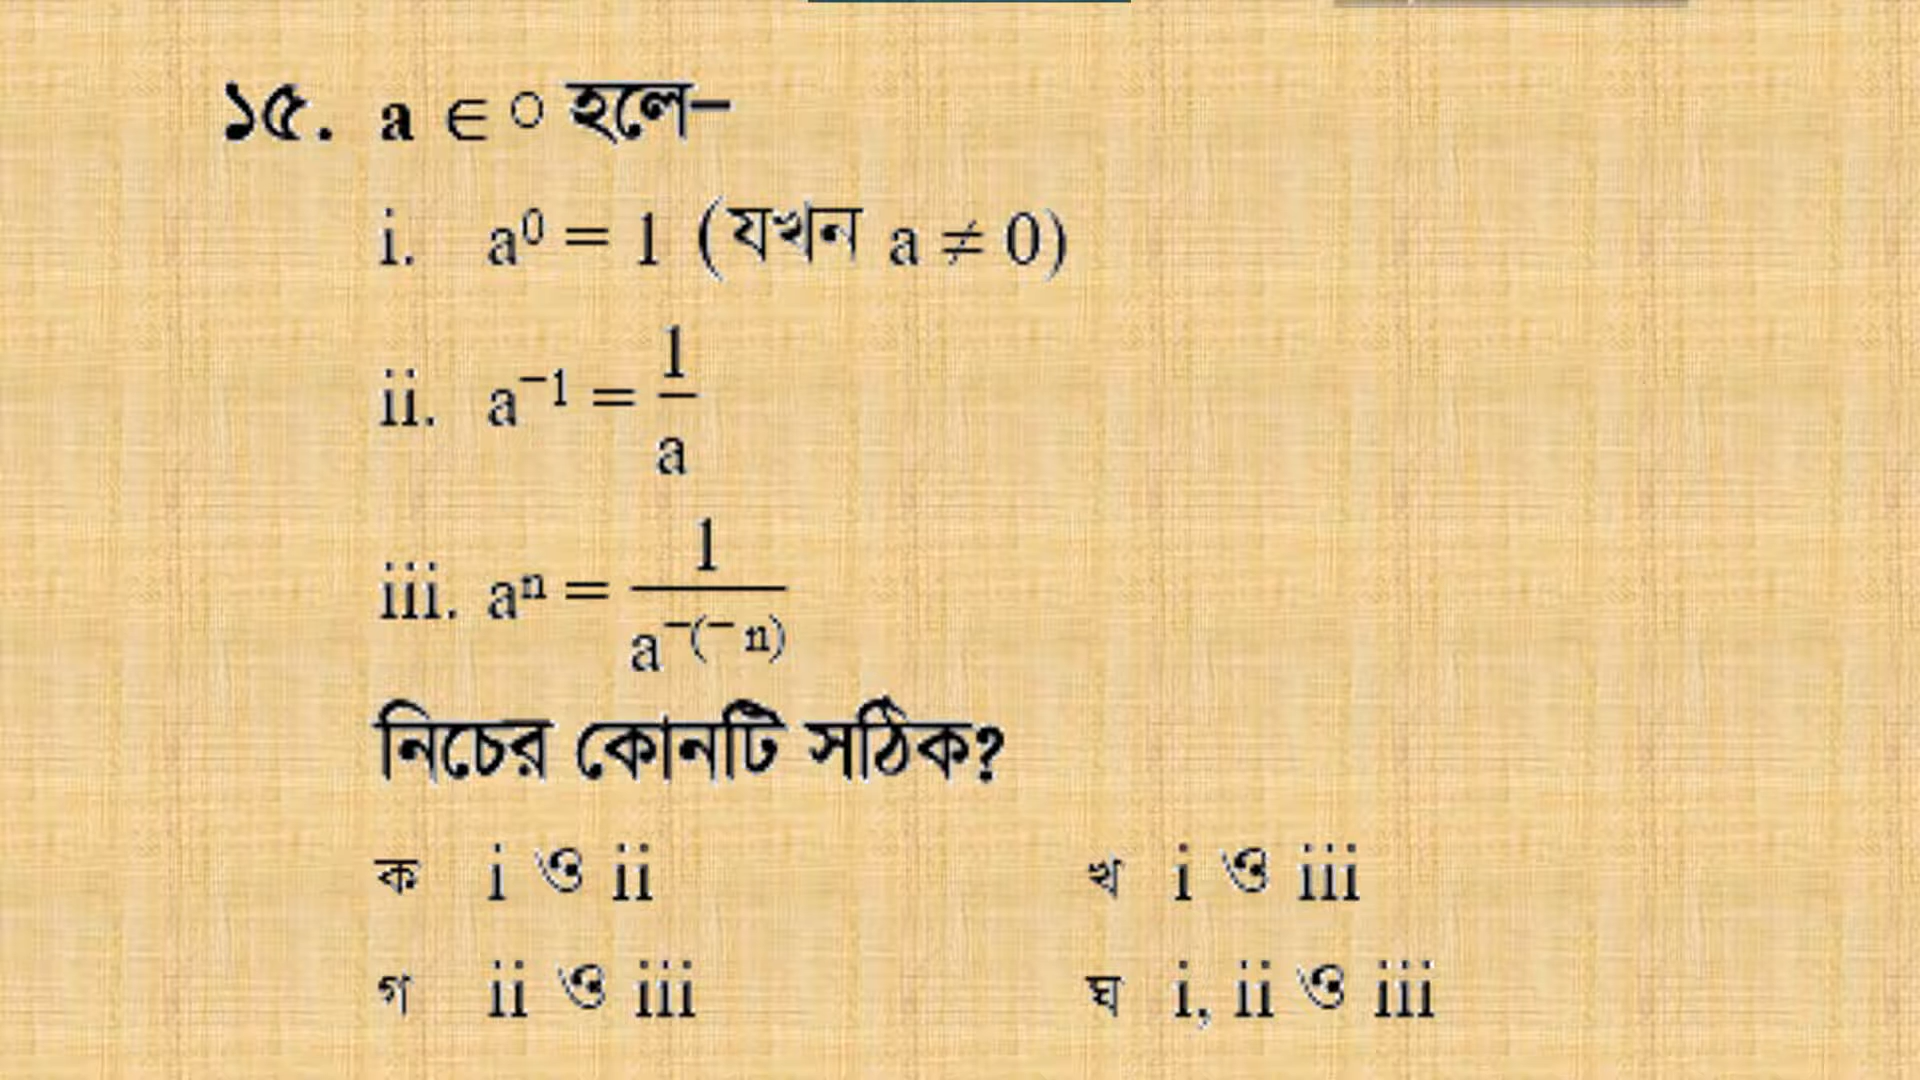 ১৫. a ∈ ○ হলে–
i. a⁰ = 1 (যখন a ≠ 0)
ii. a⁻¹ = 1/a
iii. aⁿ = 1/a⁻⁽⁻ⁿ⁾
নিচের কোনটি সঠিক?
ক i ও ii খ i ও iii
গ ii ও iii ঘ i, ii ও iii